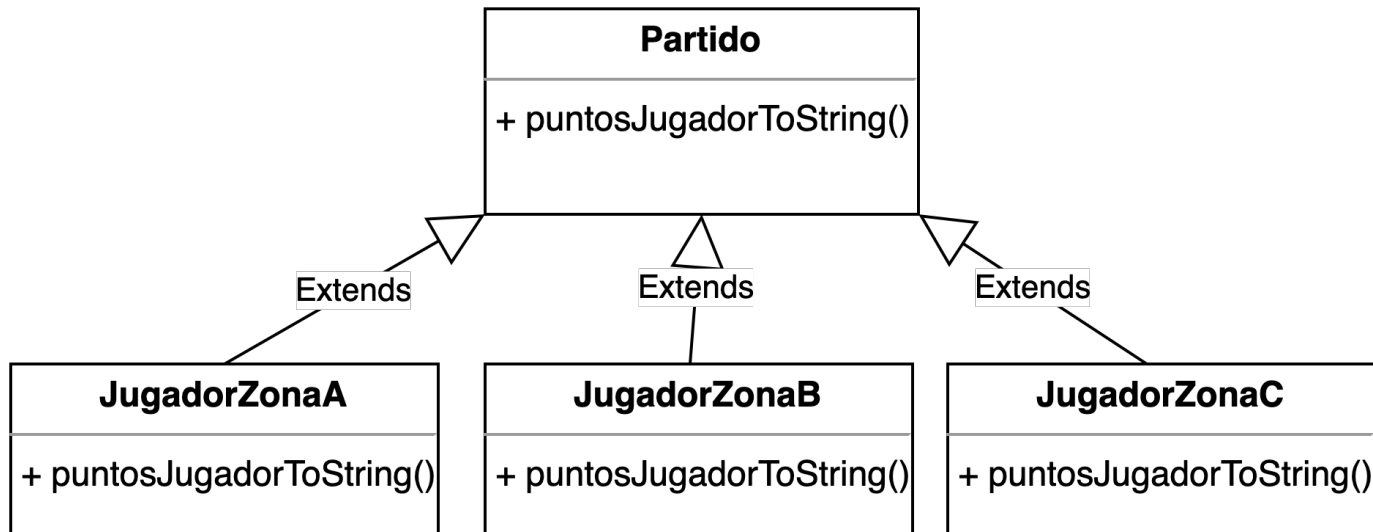 Partido
+ puntosJugadorToString()
Extends
Extends
Extends
JugadorZonaA
+ puntosJugadorToString()
JugadorZonaB
+ puntosJugadorToString()
JugadorZonaC
+ puntosJugadorToString()